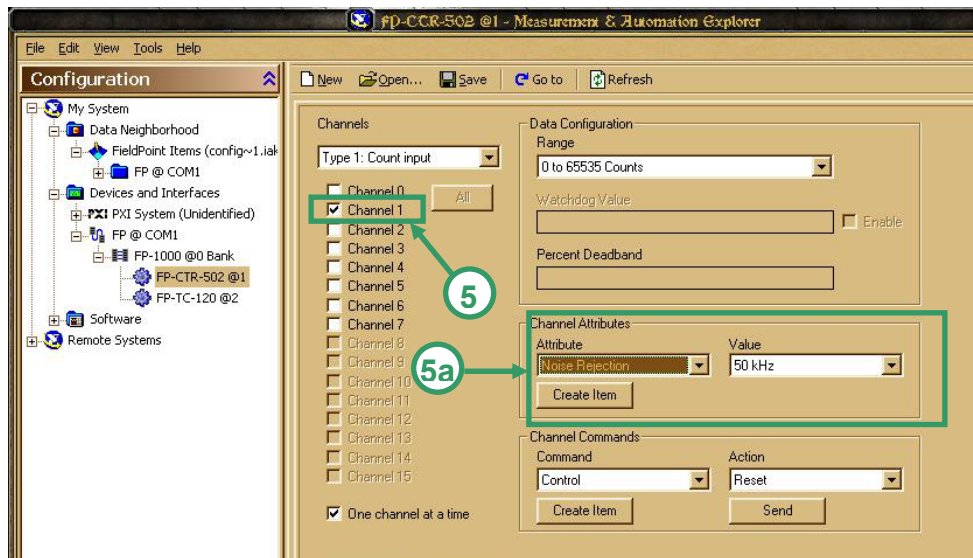 FP-CTR-502 @1 - Measurement & Automation Explorer
File Edit View Tools Help
Configuration
New Open... Save Go to Refresh
My System
Data Neighborhood
FieldPoint Items (config~1.iak
FP @ COM1
Devices and Interfaces
PXI PXI System (Unidentified)
FP @ COM1
FP-1000 @0 Bank
FP-CTR-502 @1
FP-TC-120 @2
Software
Remote Systems
Channels
Type 1: Count input
All
Channel 0
Channel 1
Channel 2
Channel 3
Channel 4
Channel 5
Channel 6
Channel 7
Channel 8
Channel 9
Channel 10
Channel 11
Channel 12
Channel 13
Channel 14
Channel 15
One channel at a time
5
5a
Data Configuration
Range
0 to 65535 Counts
Watchdog Value
Enable
Percent Deadband
Channel Attributes
Attribute Value
Noise Rejection 50 kHz
Create Item
Channel Commands
Command Action
Control Reset
Create Item Send